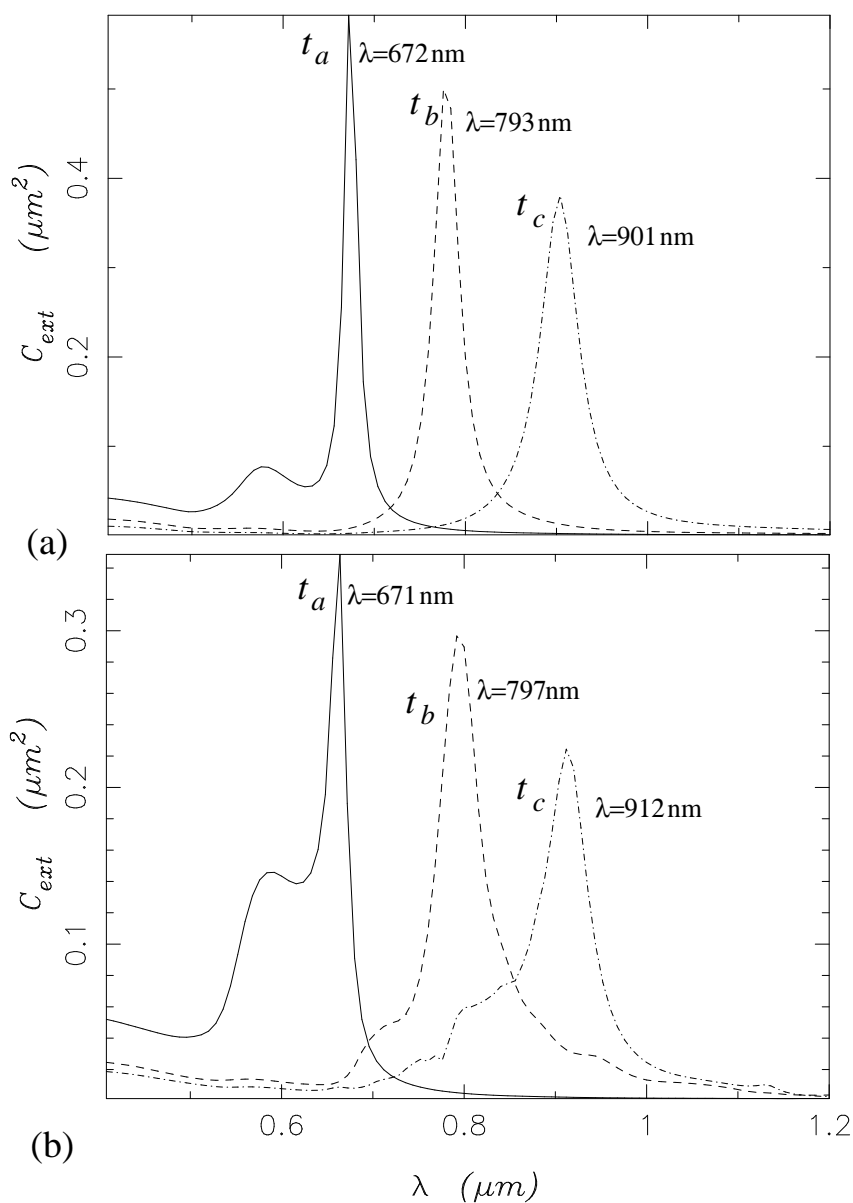 t_a λ=672nm
t_b λ=793nm
t_c λ=901nm
C_ext (μm²)
0.4
0.2
(a)
t_a λ=671nm
t_b λ=797nm
t_c λ=912nm
C_ext (μm²)
0.3
0.2
0.1
0.6 0.8 1 1.2
(b)
λ (μm)